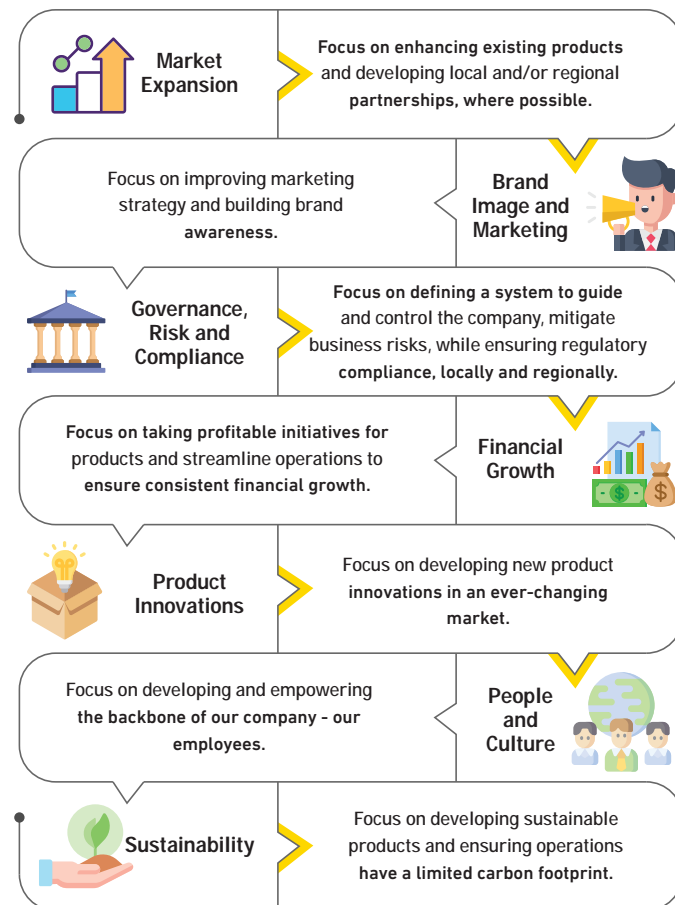 Market
Expansion
Focus on enhancing existing products
and developing local and/or regional
partnerships, where possible.
Brand
Image and
Marketing
Focus on improving marketing
strategy and building brand
awareness.
Governance,
Risk and
Compliance
Focus on defining a system to guide
and control the company, mitigate
business risks, while ensuring regulatory
compliance, locally and regionally.
Financial
Growth
Focus on taking profitable initiatives for
products and streamline operations to
ensure consistent financial growth.
Product
Innovations
Focus on developing new product
innovations in an ever-changing
market.
People
and
Culture
Focus on developing and empowering
the backbone of our company - our
employees.
Sustainability
Focus on developing sustainable
products and ensuring operations
have a limited carbon footprint.